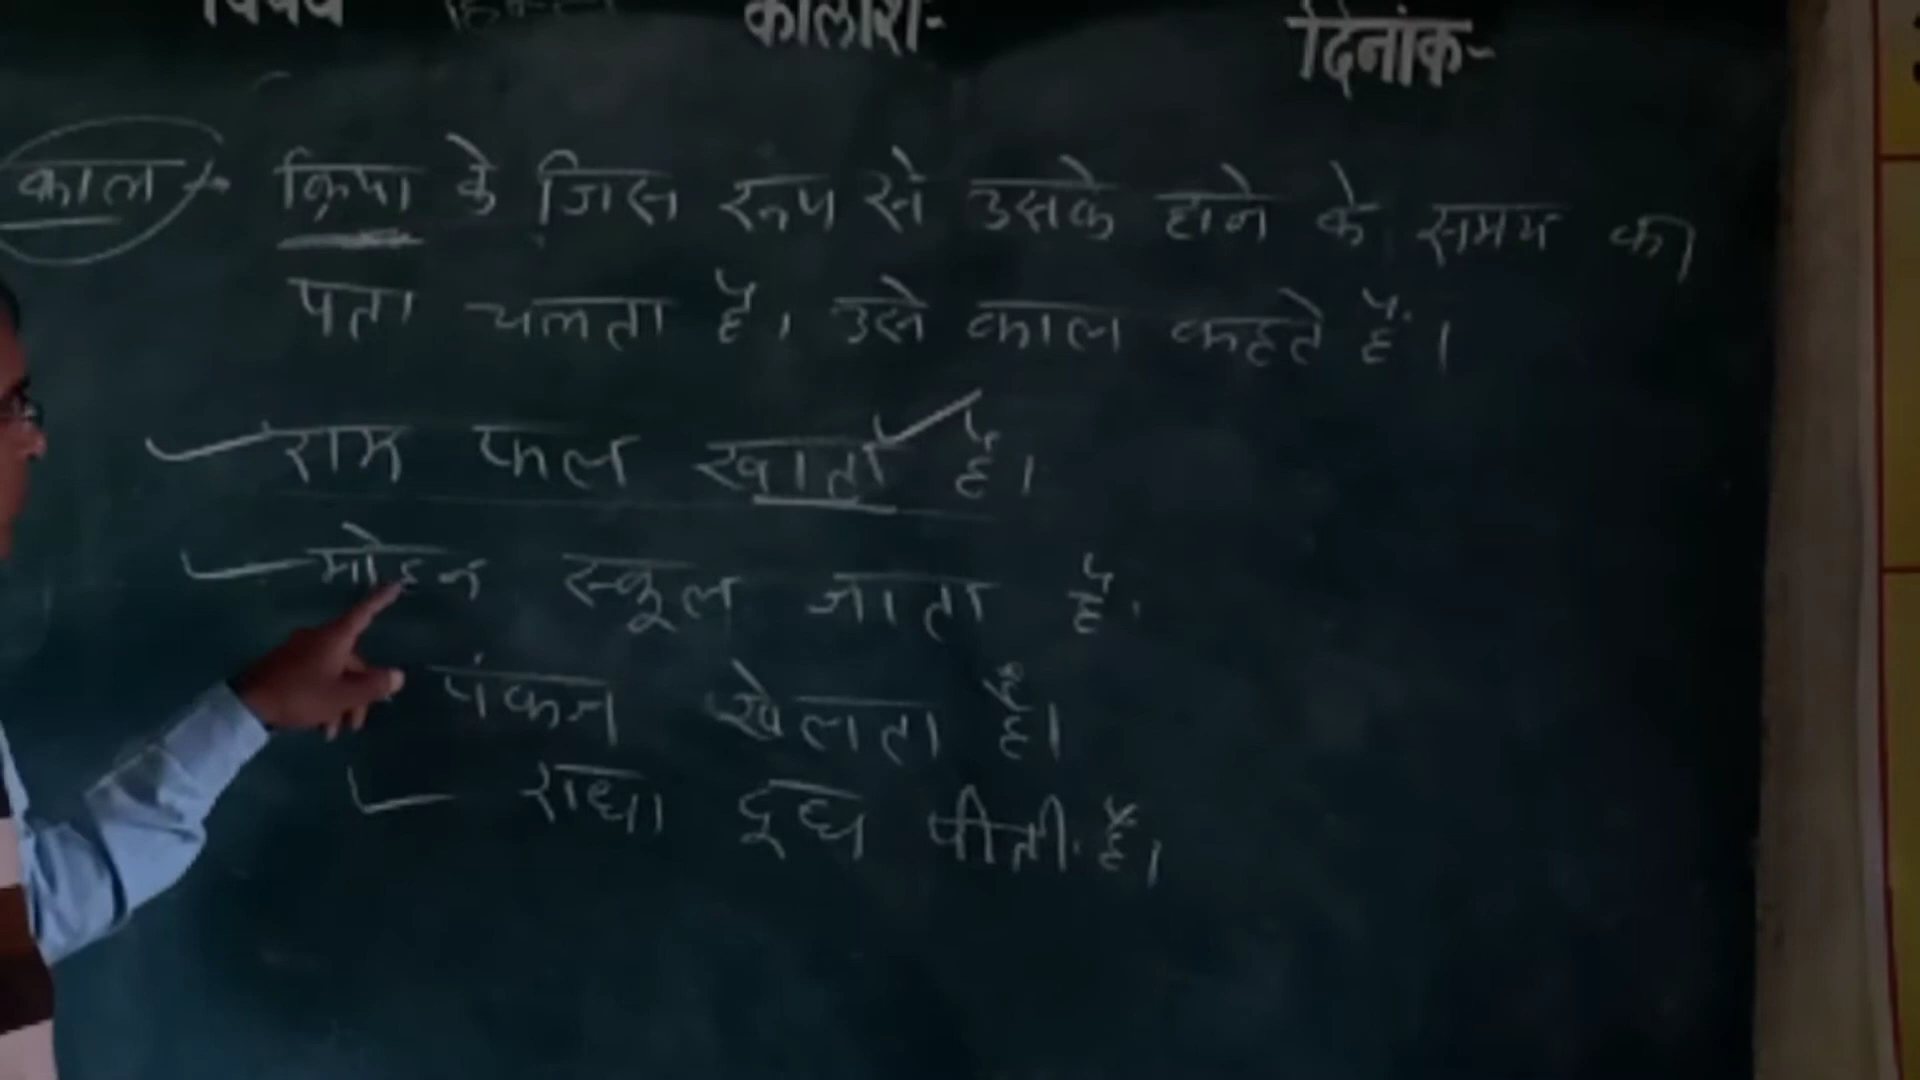 विषय हिन्दी कालांश- दिनांक-
काल - क्रिया के जिस रूप से उसके होने के समय का
पता चलता है। उसे काल कहते हैं।
राम फल खाता है।
मोहन स्कूल जाता है।
पंकज खेलता है।
राधा दूध पीती है।